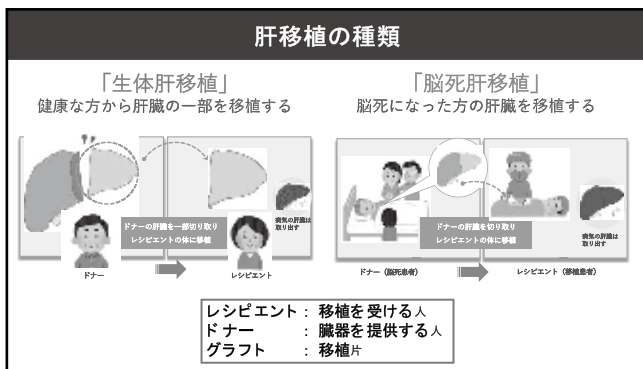 肝移植の種類
「生体肝移植」
健康な方から肝臓の一部を移植する
ドナーの肝臓を一部切り取り
レシピエントの体に移植
病気の肝臓は
取り出す
ドナー
レシピエント
「脳死肝移植」
脳死になった方の肝臓を移植する
ドナーの肝臓を切り取り
レシピエントの体に移植
病気の肝臓は
取り出す
ドナー（脳死患者）
レシピエント（移植患者）
レシピエント : 移植を受ける人
ドナー : 臓器を提供する人
グラフト : 移植片